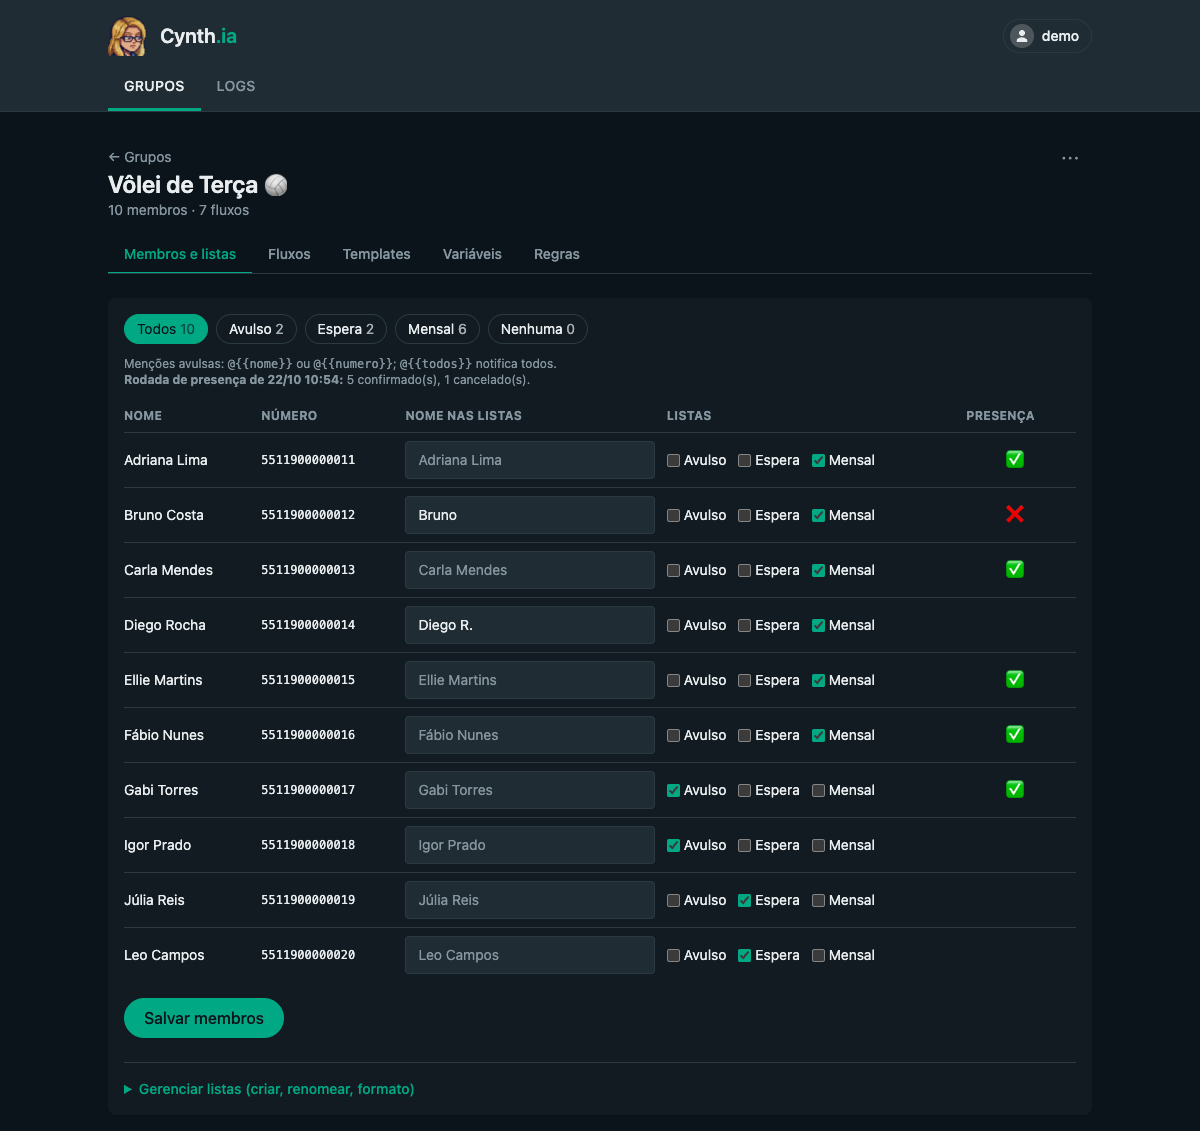 Cynth.ia
demo
GRUPOS LOGS
← Grupos
...
Vôlei de Terça 🏐
10 membros · 7 fluxos
Membros e listas Fluxos Templates Variáveis Regras
Todos 10 Avulso 2 Espera 2 Mensal 6 Nenhuma 0
Menções avulsas: @{{nome}} ou @{{numero}}; @{{todos}} notifica todos.
Rodada de presença de 22/10 10:54: 5 confirmado(s), 1 cancelado(s).
NOME NÚMERO NOME NAS LISTAS LISTAS PRESENÇA
Adriana Lima 5511900000011 Adriana Lima Avulso Espera Mensal ✅
Bruno Costa 5511900000012 Bruno Avulso Espera Mensal ❌
Carla Mendes 5511900000013 Carla Mendes Avulso Espera Mensal ✅
Diego Rocha 5511900000014 Diego R. Avulso Espera Mensal
Ellie Martins 5511900000015 Ellie Martins Avulso Espera Mensal ✅
Fábio Nunes 5511900000016 Fábio Nunes Avulso Espera Mensal ✅
Gabi Torres 5511900000017 Gabi Torres Avulso Espera Mensal ✅
Igor Prado 5511900000018 Igor Prado Avulso Espera Mensal
Júlia Reis 5511900000019 Júlia Reis Avulso Espera Mensal
Leo Campos 5511900000020 Leo Campos Avulso Espera Mensal
Salvar membros
▶ Gerenciar listas (criar, renomear, formato)